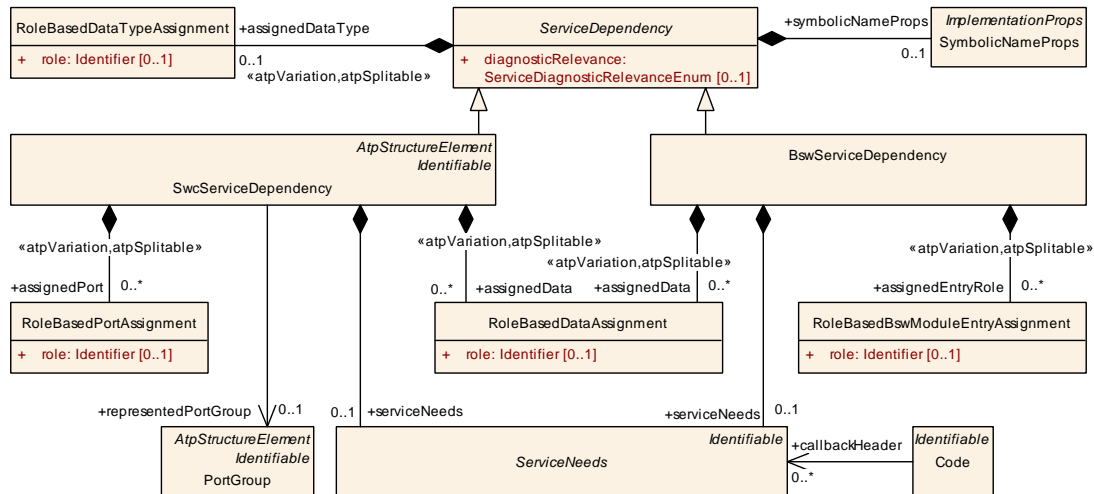 RoleBasedDataTypeAssignment
+ role: Identifier [0..1]
+assignedDataType
0..1
«atpVariation,atpSplitable»
ServiceDependency
+ diagnosticRelevance:
ServiceDiagnosticRelevanceEnum [0..1]
+symbolicNameProps
0..1
ImplementationProps
SymbolicNameProps
AtpStructureElement
Identifiable
SwcServiceDependency
BswServiceDependency
«atpVariation,atpSplitable»
+assignedPort
0..*
«atpVariation,atpSplitable»
0..*
+assignedData
«atpVariation,atpSplitable»
+assignedData
0..*
«atpVariation,atpSplitable»
+assignedEntryRole
0..*
RoleBasedPortAssignment
+ role: Identifier [0..1]
RoleBasedDataAssignment
+ role: Identifier [0..1]
RoleBasedBswModuleEntryAssignment
+ role: Identifier [0..1]
+representedPortGroup
0..1
0..1
+serviceNeeds
+serviceNeeds
0..1
AtpStructureElement
Identifiable
PortGroup
Identifiable
ServiceNeeds
+callbackHeader
0..*
Identifiable
Code